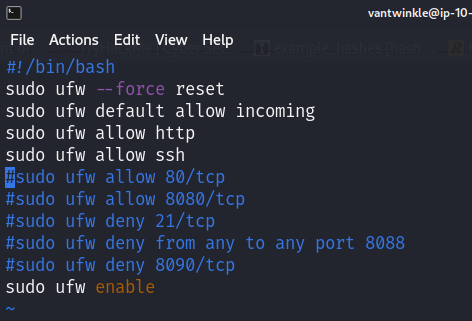 vantwinkle@ip-10-
File Actions Edit View Help
#!/bin/bash
sudo ufw --force reset
sudo ufw default allow incoming
sudo ufw allow http
sudo ufw allow ssh
#sudo ufw allow 80/tcp
#sudo ufw allow 8080/tcp
#sudo ufw deny 21/tcp
#sudo ufw deny from any to any port 8088
#sudo ufw deny 8090/tcp
sudo ufw enable
~